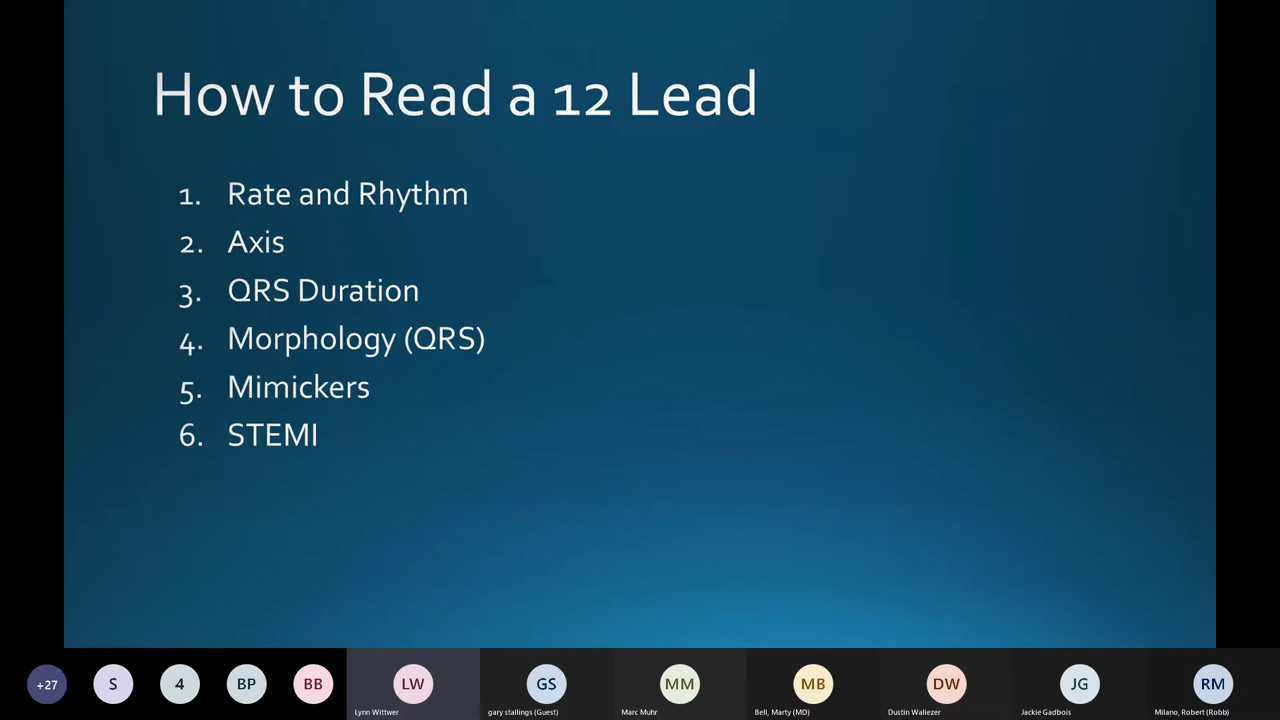 How to Read a 12 Lead
1. Rate and Rhythm
2. Axis
3. QRS Duration
4. Morphology (QRS)
5. Mimickers
6. STEMI
+27 S 4 BP BB LW GS MM MB DW JG RM
Lynn Wittwer gary stallings (Guest) Marc Muhr Bell, Marty (MD) Dustin Waliezer Jackie Gadbois Milano, Robert (Robb)